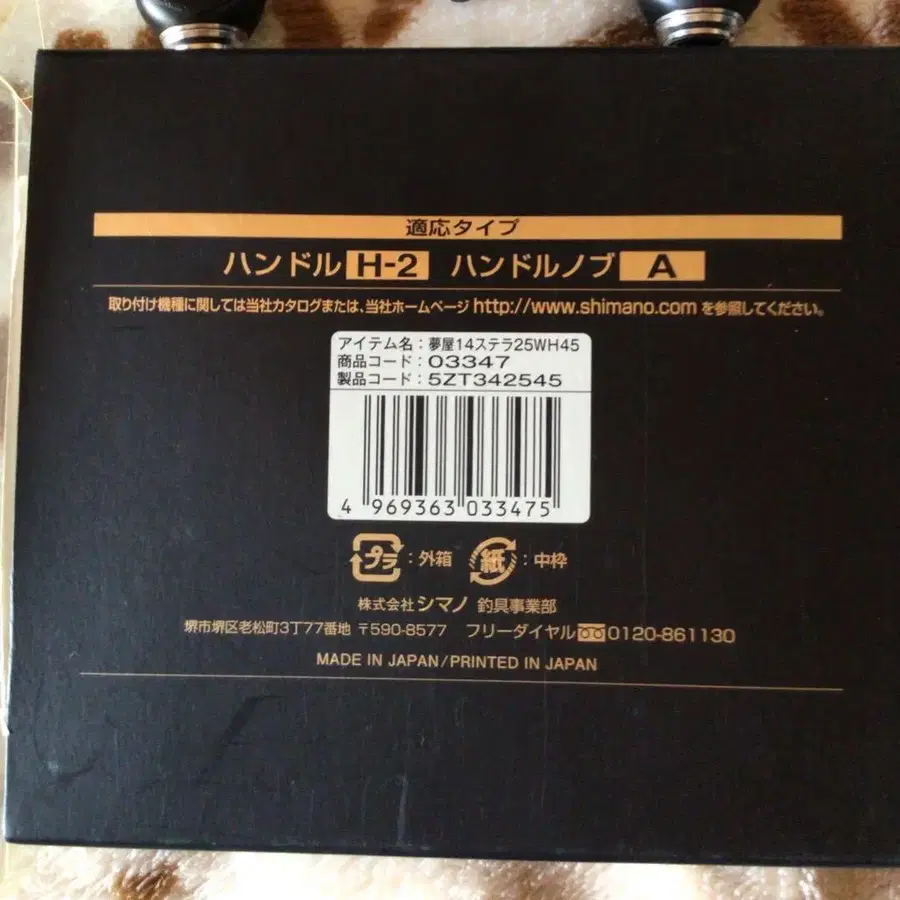 適応タイプ
ハンドル H-2 ハンドルノブ A
取り付け機種に関しては当社カタログまたは、当社ホームページ http://www.shimano.com を参照してください。
アイテム名：夢屋14ステラ25WH45
商品コード：03347
製品コード：5ZT342545
4 969363 033475
プラ：外箱 紙：中枠
株式会社シマノ 釣具事業部
堺市堺区老松町3丁77番地 〒590-8577 フリーダイヤル 0120-861130
MADE IN JAPAN/PRINTED IN JAPAN